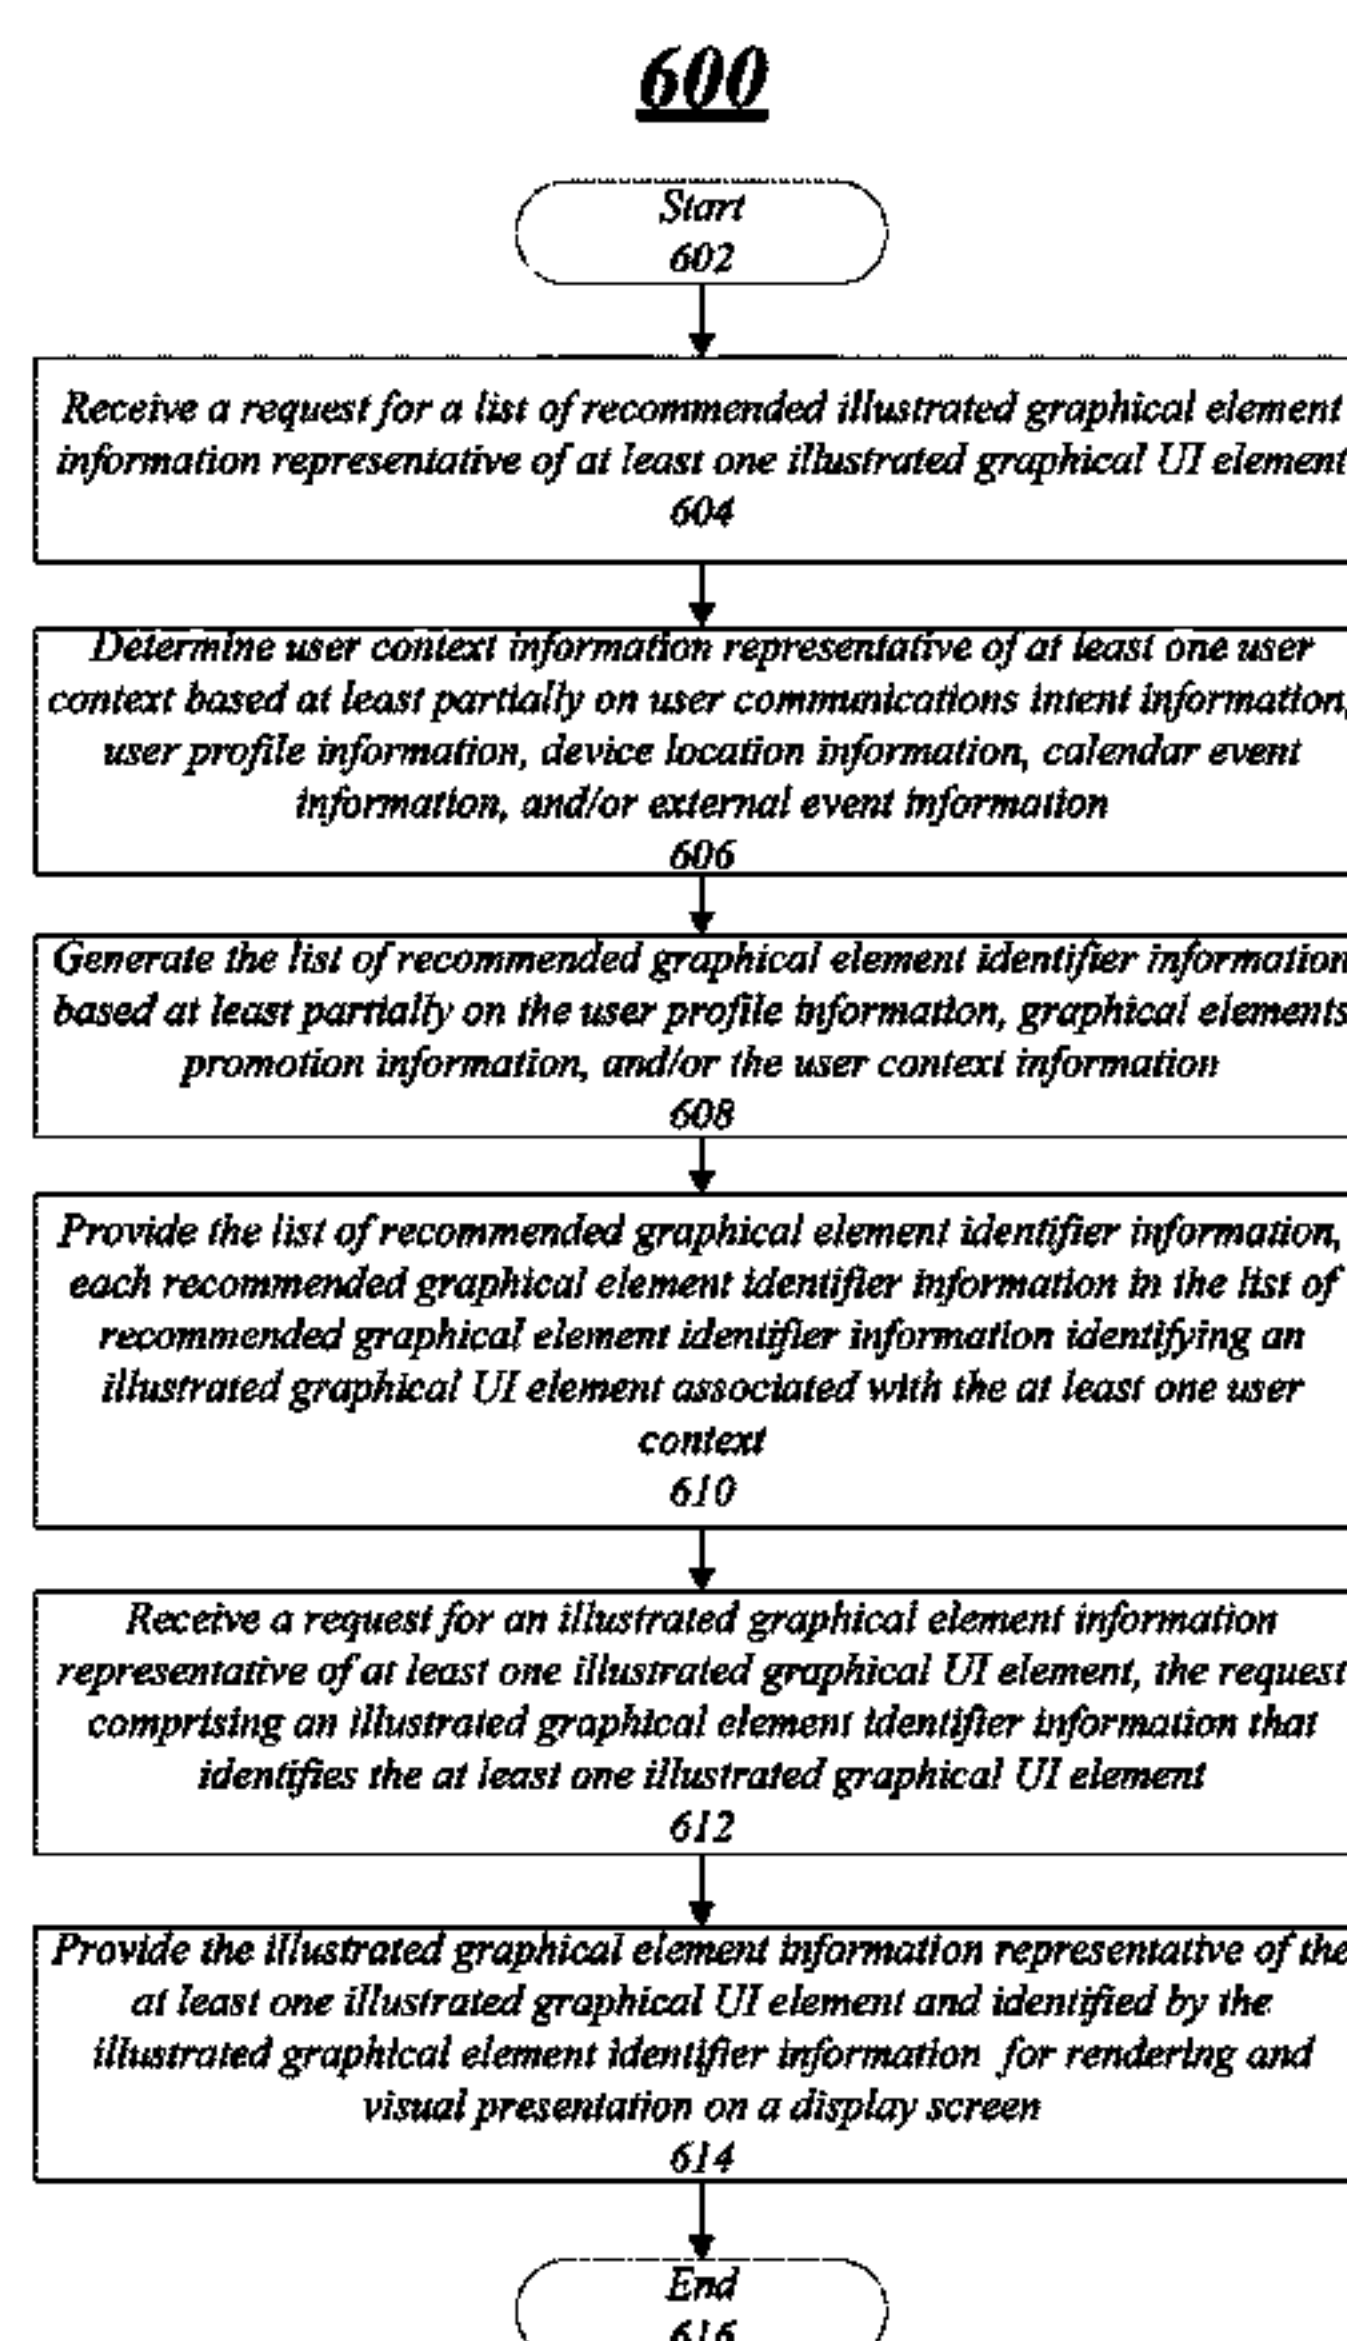 600
Start
602
Receive a request for a list of recommended illustrated graphical element
information representative of at least one illustrated graphical UI element
604
Determine user context information representative of at least one user
context based at least partially on user communications intent information,
user profile information, device location information, calendar event
information, and/or external event information
606
Generate the list of recommended graphical element identifier information
based at least partially on the user profile information, graphical elements
promotion information, and/or the user context information
608
Provide the list of recommended graphical element identifier information,
each recommended graphical element identifier information in the list of
recommended graphical element identifier information identifying an
illustrated graphical UI element associated with the at least one user
context
610
Receive a request for an illustrated graphical element information
representative of at least one illustrated graphical UI element, the request
comprising an illustrated graphical element identifier information that
identifies the at least one illustrated graphical UI element
612
Provide the illustrated graphical element information representative of the
at least one illustrated graphical UI element and identified by the
illustrated graphical element identifier information for rendering and
visual presentation on a display screen
614
End
616